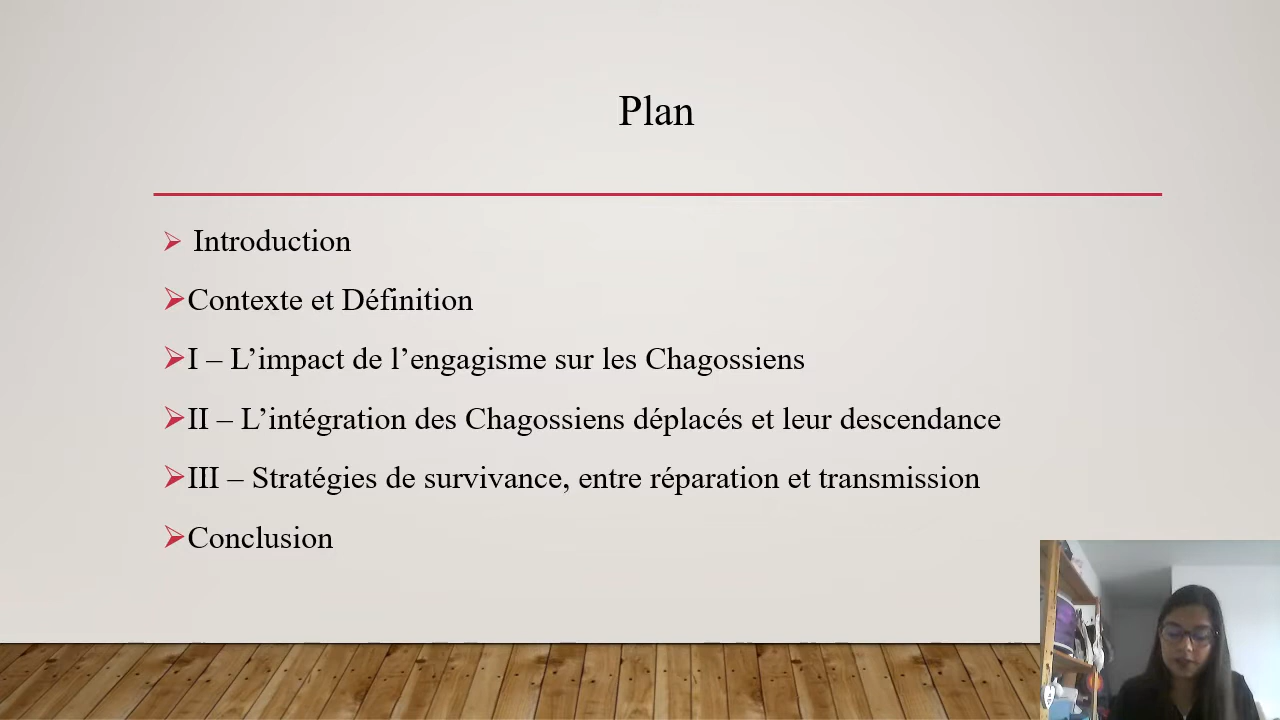 Plan
Introduction
Contexte et Définition
I – L’impact de l’engagisme sur les Chagossiens
II – L’intégration des Chagossiens déplacés et leur descendance
III – Stratégies de survivance, entre réparation et transmission
Conclusion